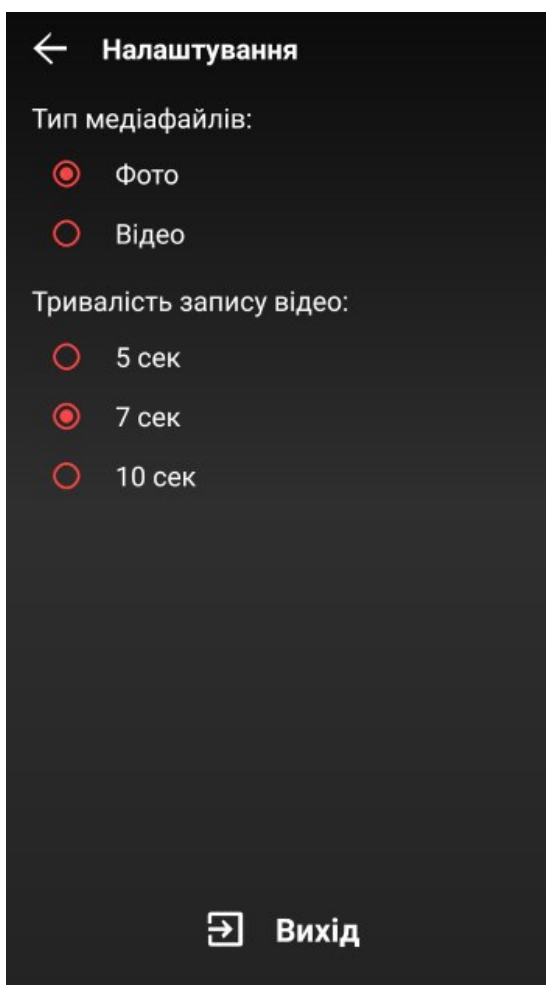 Налаштування
Тип медіафайлів:
Фото
Відео
Тривалість запису відео:
5 сек
7 сек
10 сек
Вихід